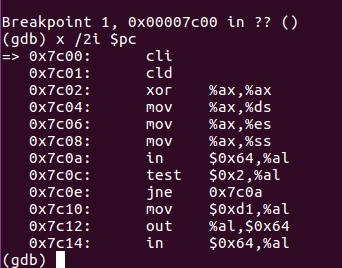 Breakpoint 1, 0x00007c00 in ?? ()
(gdb) x /2i $pc
=> 0x7c00:      cli
   0x7c01:      cld
   0x7c02:      xor    %ax,%ax
   0x7c04:      mov    %ax,%ds
   0x7c06:      mov    %ax,%es
   0x7c08:      mov    %ax,%ss
   0x7c0a:      in     $0x64,%al
   0x7c0c:      test   $0x2,%al
   0x7c0e:      jne    0x7c0a
   0x7c10:      mov    $0xd1,%al
   0x7c12:      out    %al,$0x64
   0x7c14:      in     $0x64,%al
(gdb)